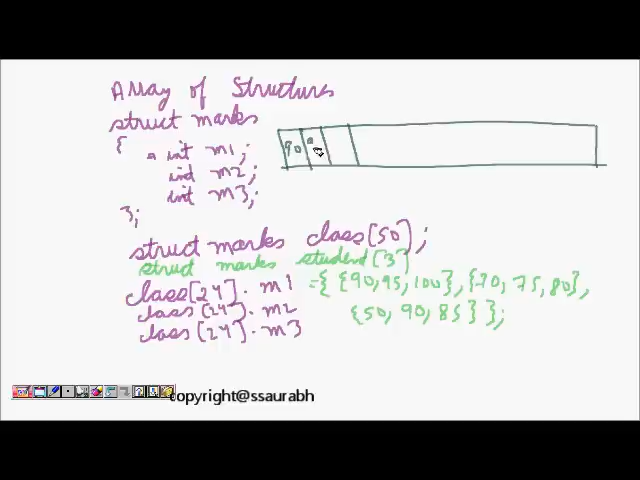 Array of Structures
struct marks
{
int m1;
int m2;
int m3;
};
90
struct marks class[50];
struct marks student[3]
={ {90,95,100}, {70,75,80},
{50,90,85} };
class[24].m1
class[24].m2
class[24].m3
copyright@ssaurabh